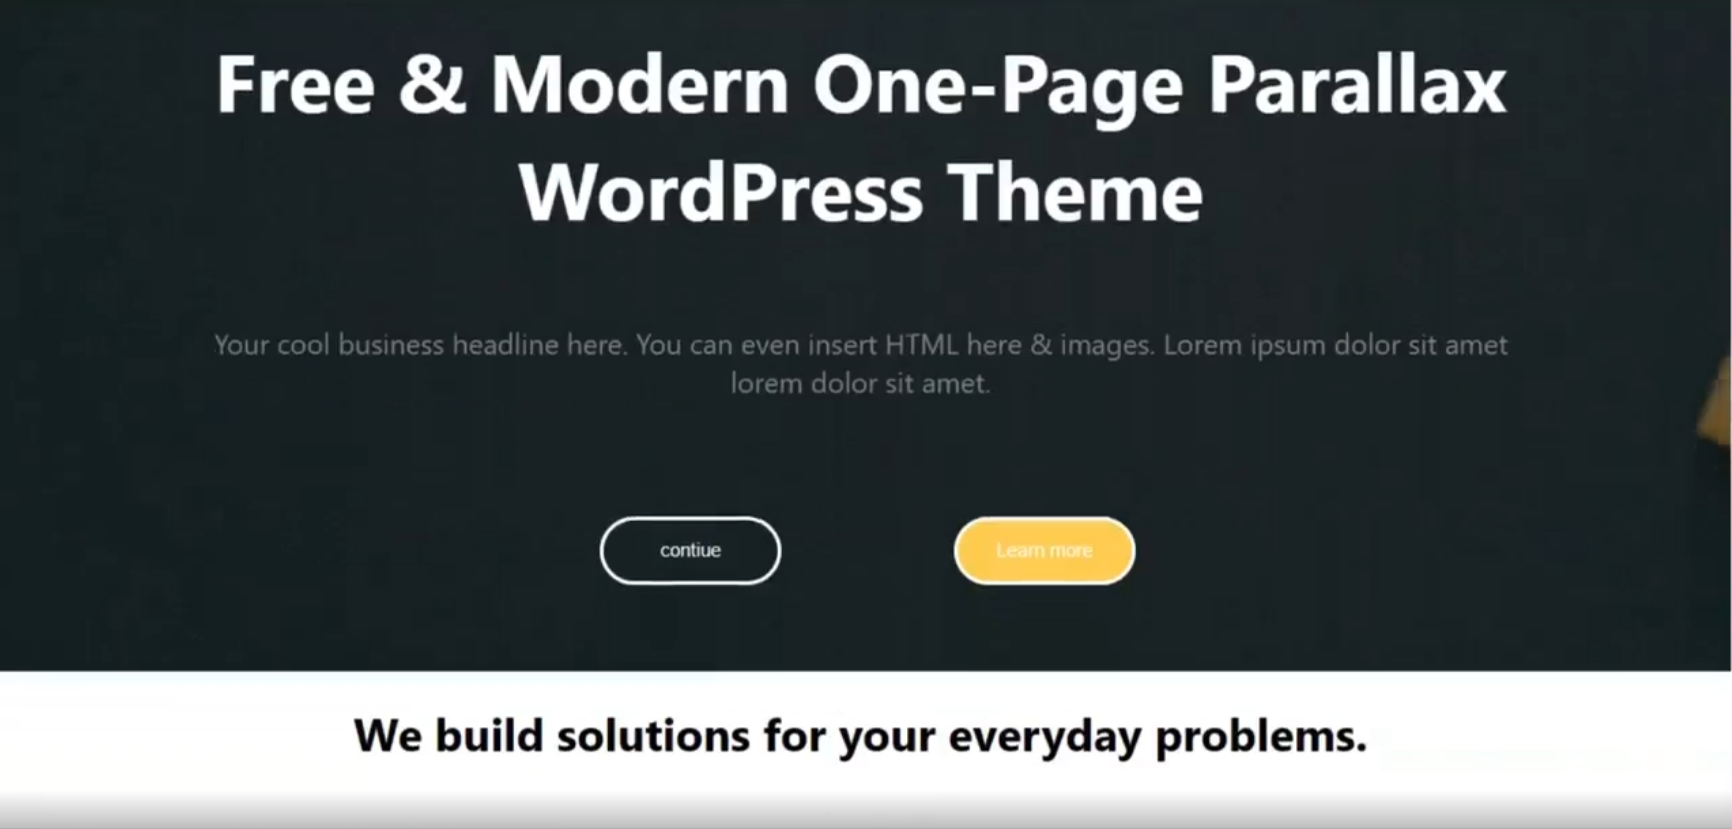 Free & Modern One-Page Parallax
WordPress Theme
Your cool business headline here. You can even insert HTML here & images. Lorem ipsum dolor sit amet
lorem dolor sit amet.
contiue
Learn more
We build solutions for your everyday problems.